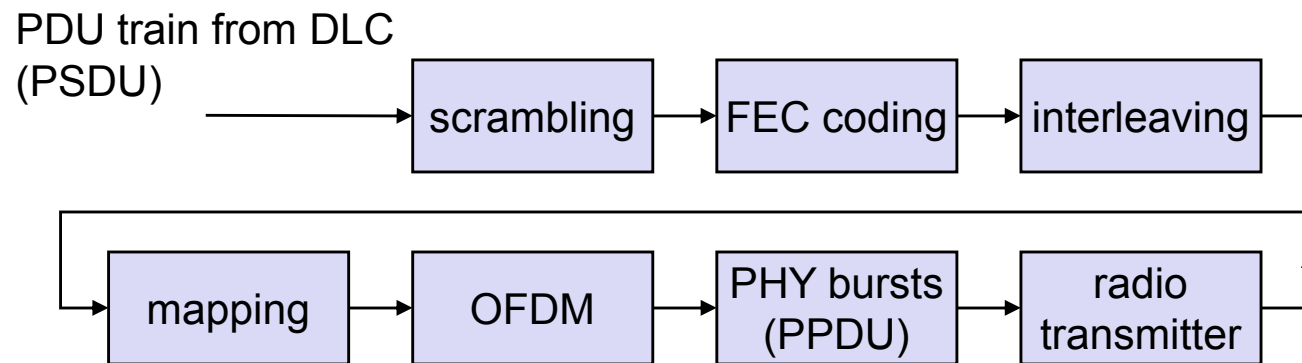 PDU train from DLC
(PSDU)
scrambling
FEC coding
interleaving
mapping
OFDM
PHY bursts
(PPDU)
radio
transmitter